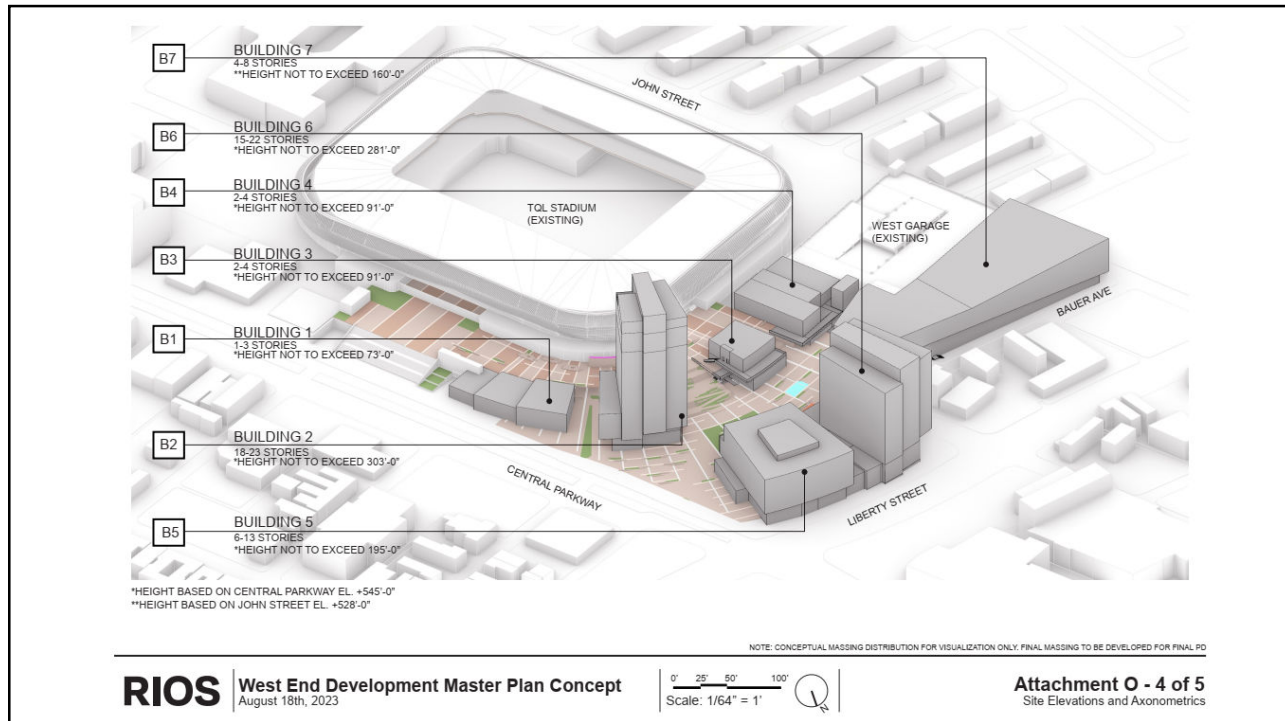 B7
BUILDING 7
4-8 STORIES
**HEIGHT NOT TO EXCEED 160'-0"
B6
BUILDING 6
15-22 STORIES
*HEIGHT NOT TO EXCEED 281'-0"
B4
BUILDING 4
2-4 STORIES
*HEIGHT NOT TO EXCEED 91'-0"
B3
BUILDING 3
2-4 STORIES
*HEIGHT NOT TO EXCEED 91'-0"
B1
BUILDING 1
1-3 STORIES
*HEIGHT NOT TO EXCEED 73'-0"
B2
BUILDING 2
18-23 STORIES
*HEIGHT NOT TO EXCEED 303'-0"
B5
BUILDING 5
6-13 STORIES
*HEIGHT NOT TO EXCEED 195'-0"
JOHN STREET
TQL STADIUM
(EXISTING)
WEST GARAGE
(EXISTING)
BAUER AVE
CENTRAL PARKWAY
LIBERTY STREET
*HEIGHT BASED ON CENTRAL PARKWAY EL. +545'-0"
**HEIGHT BASED ON JOHN STREET EL. +528'-0"
NOTE: CONCEPTUAL MASSING DISTRIBUTION FOR VISUALIZATION ONLY. FINAL MASSING TO BE DEVELOPED FOR FINAL PD
RIOS
West End Development Master Plan Concept
August 18th, 2023
0' 25' 50' 100'
Scale: 1/64" = 1'
N
Attachment O - 4 of 5
Site Elevations and Axonometrics